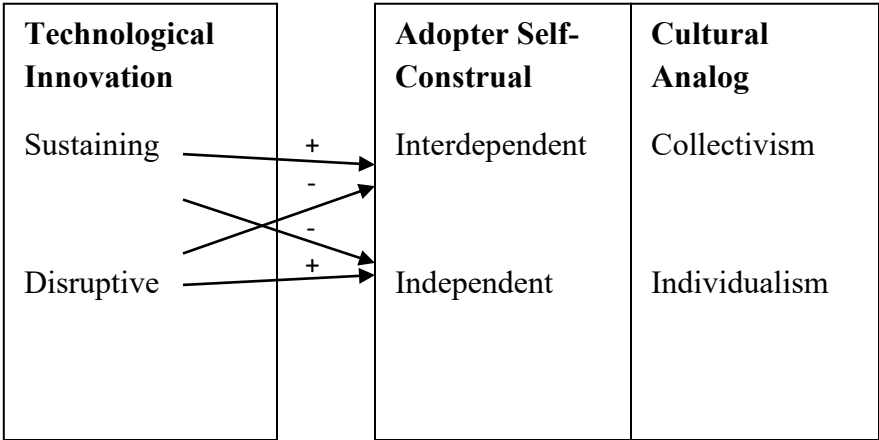 Technological
Innovation
Adopter Self-
Construal
Cultural
Analog
Sustaining
+
Interdependent
Collectivism
-
-
Disruptive
+
Independent
Individualism